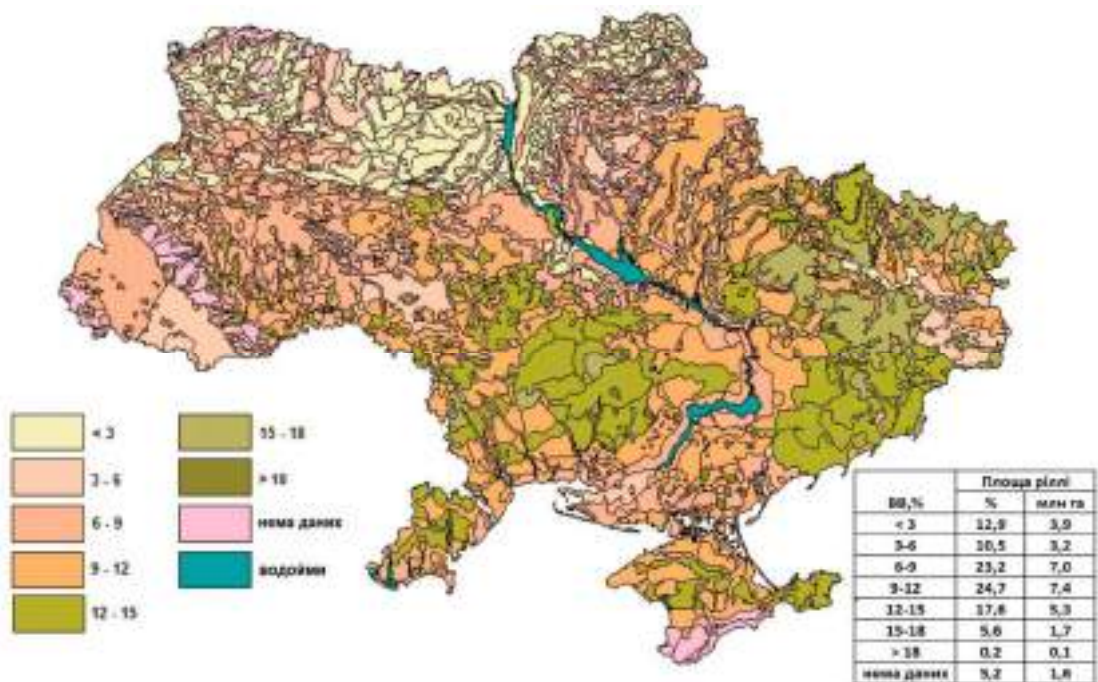 < 3
3 - 6
6 - 9
9 - 12
12 - 15
15 - 18
> 18
нема даних
водойми
Площа ріллі
ВВ,% % млн га
< 3 12,9 3,9
3-6 10,5 3,2
6-9 23,2 7,0
9-12 24,7 7,4
12-15 17,6 5,3
15-18 5,6 1,7
> 18 0,2 0,1
нема даних 5,2 1,6